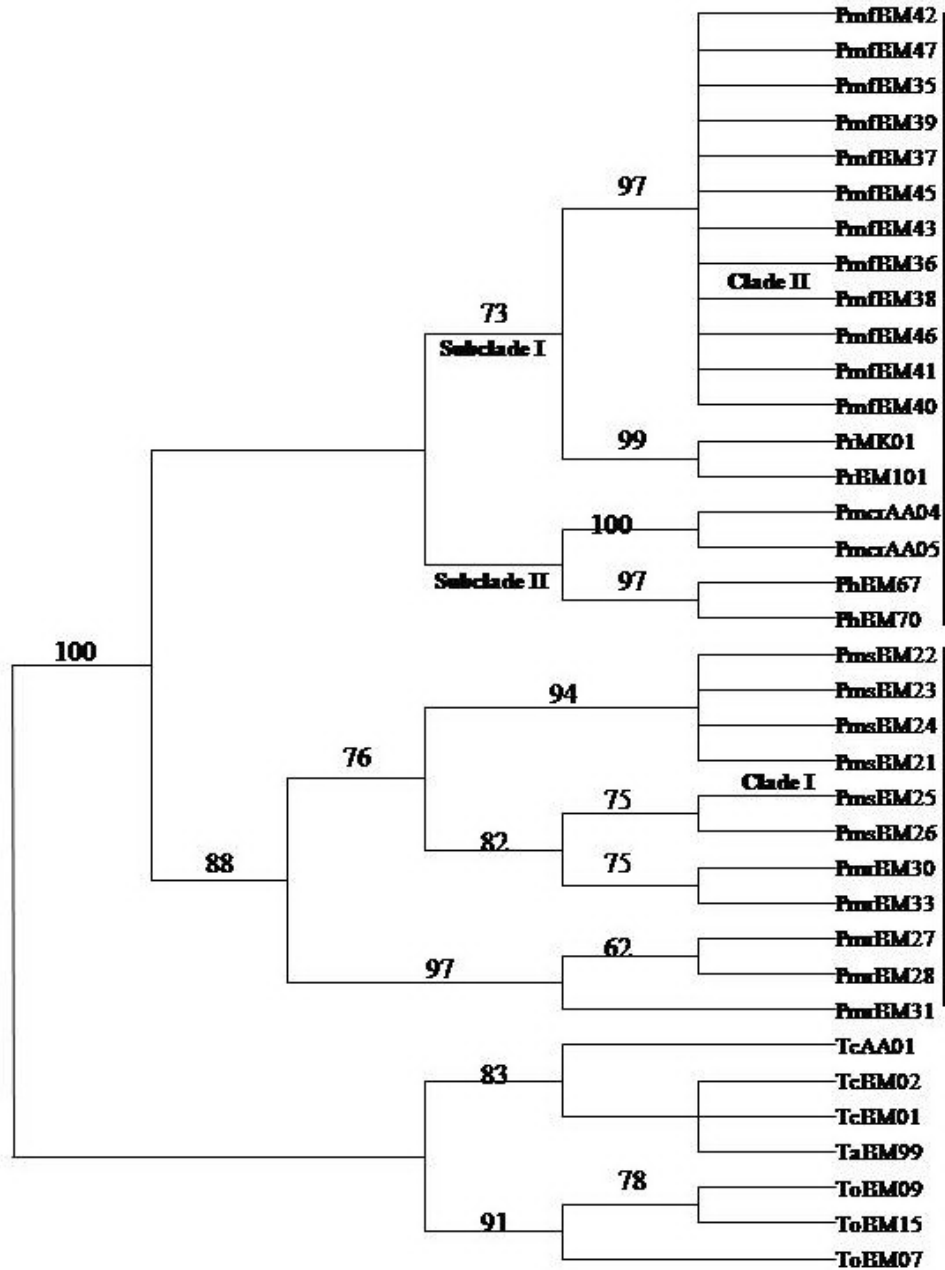 PmfBM42
PmfBM47
PmfBM35
PmfBM39
PmfBM37
97
PmfBM45
PmfBM43
PmfBM36
Clade II
PmfBM38
73
Subclade I
PmfBM46
PmfBM41
PmfBM40
99
PrMK01
PrBM101
100
PmcrAA04
PmcrAA05
Subclade II
97
PhBM67
PhBM70
100
PmsBM22
94
PmsBM23
PmsBM24
76
PmsBM21
Clade I
75
PmsBM25
82
PmsBM26
88
75
PmrBM30
PmrBM33
62
PmrBM27
97
PmrBM28
PmrBM31
TcAA01
83
TcBM02
TcBM01
TaBM99
78
ToBM09
91
ToBM15
ToBM07